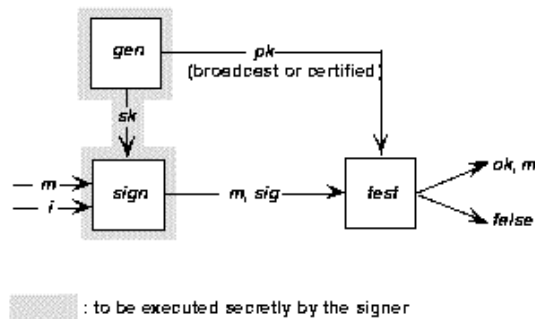 gen
pk
(broadcast or certified)
sk
m
i
sign
m, sig
test
ok, m
false
: to be executed secretly by the signer